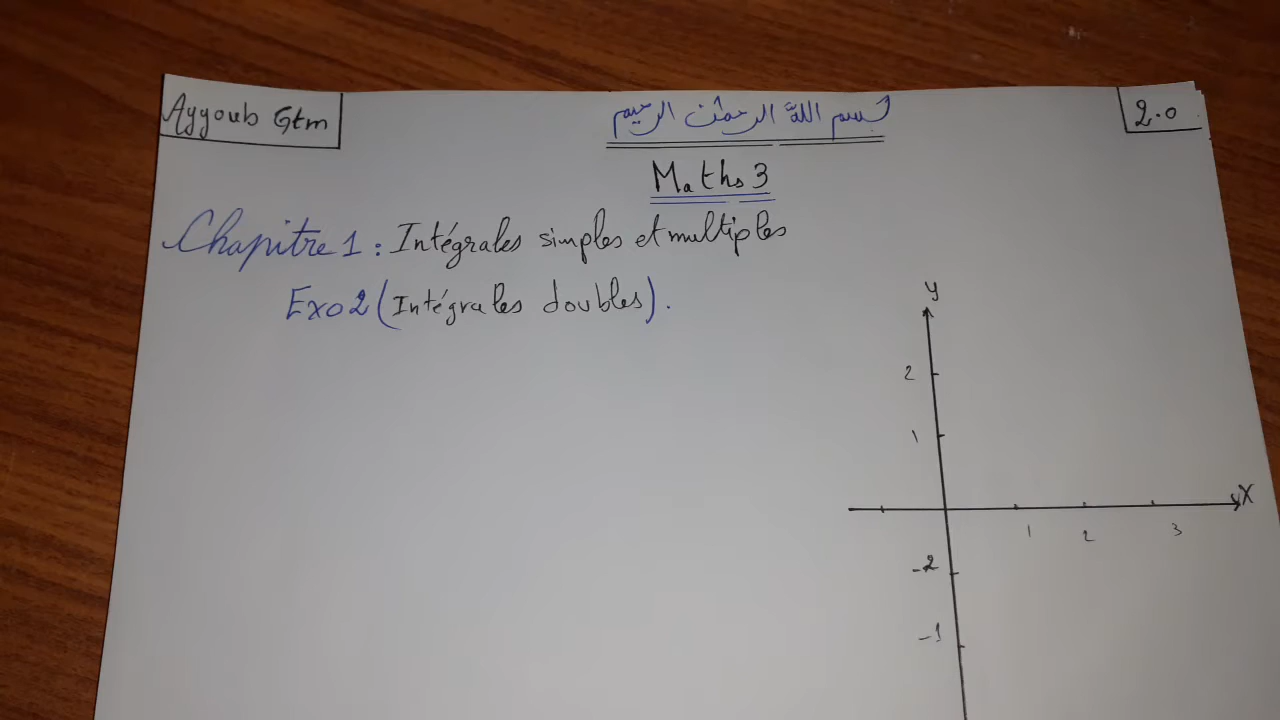 Ayyoub Gtm
بسم الله الرحمٰن الرحيم
2.0
Maths 3
Chapitre 1 : Intégrales simples et multiples
Exo 2 (Intégrales doubles).
y
2
1
X
1 2 3
-2
-1